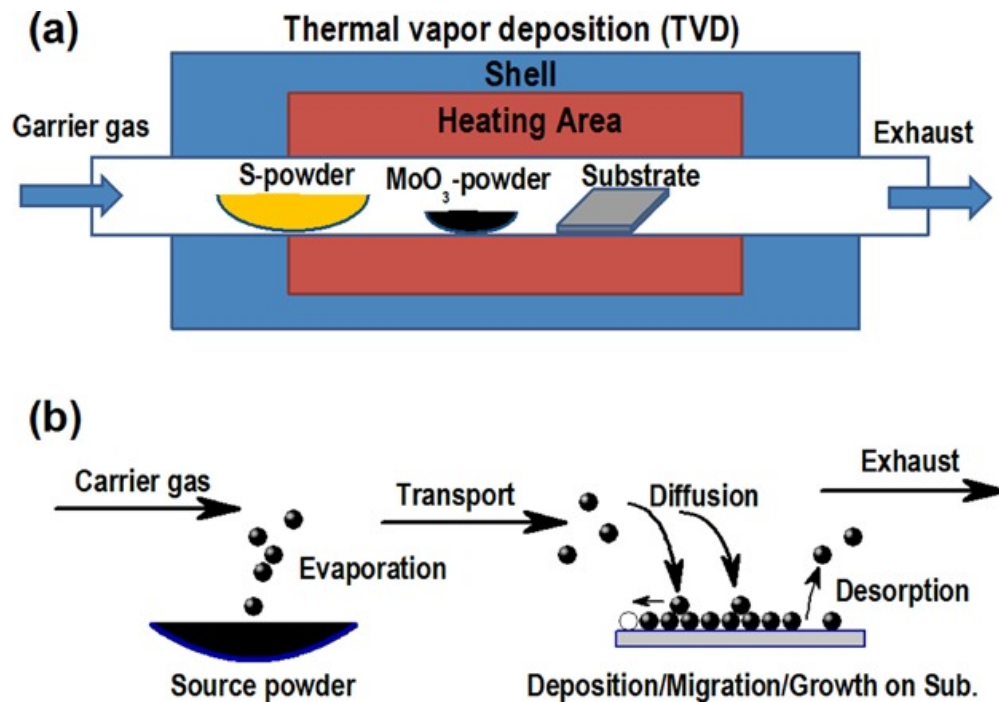 (a)
Thermal vapor deposition (TVD)
Shell
Garrier gas
Heating Area
Exhaust
S-powder
MoO₃-powder
Substrate
(b)
Carrier gas
Transport
Diffusion
Exhaust
Evaporation
Desorption
Source powder
Deposition/Migration/Growth on Sub.